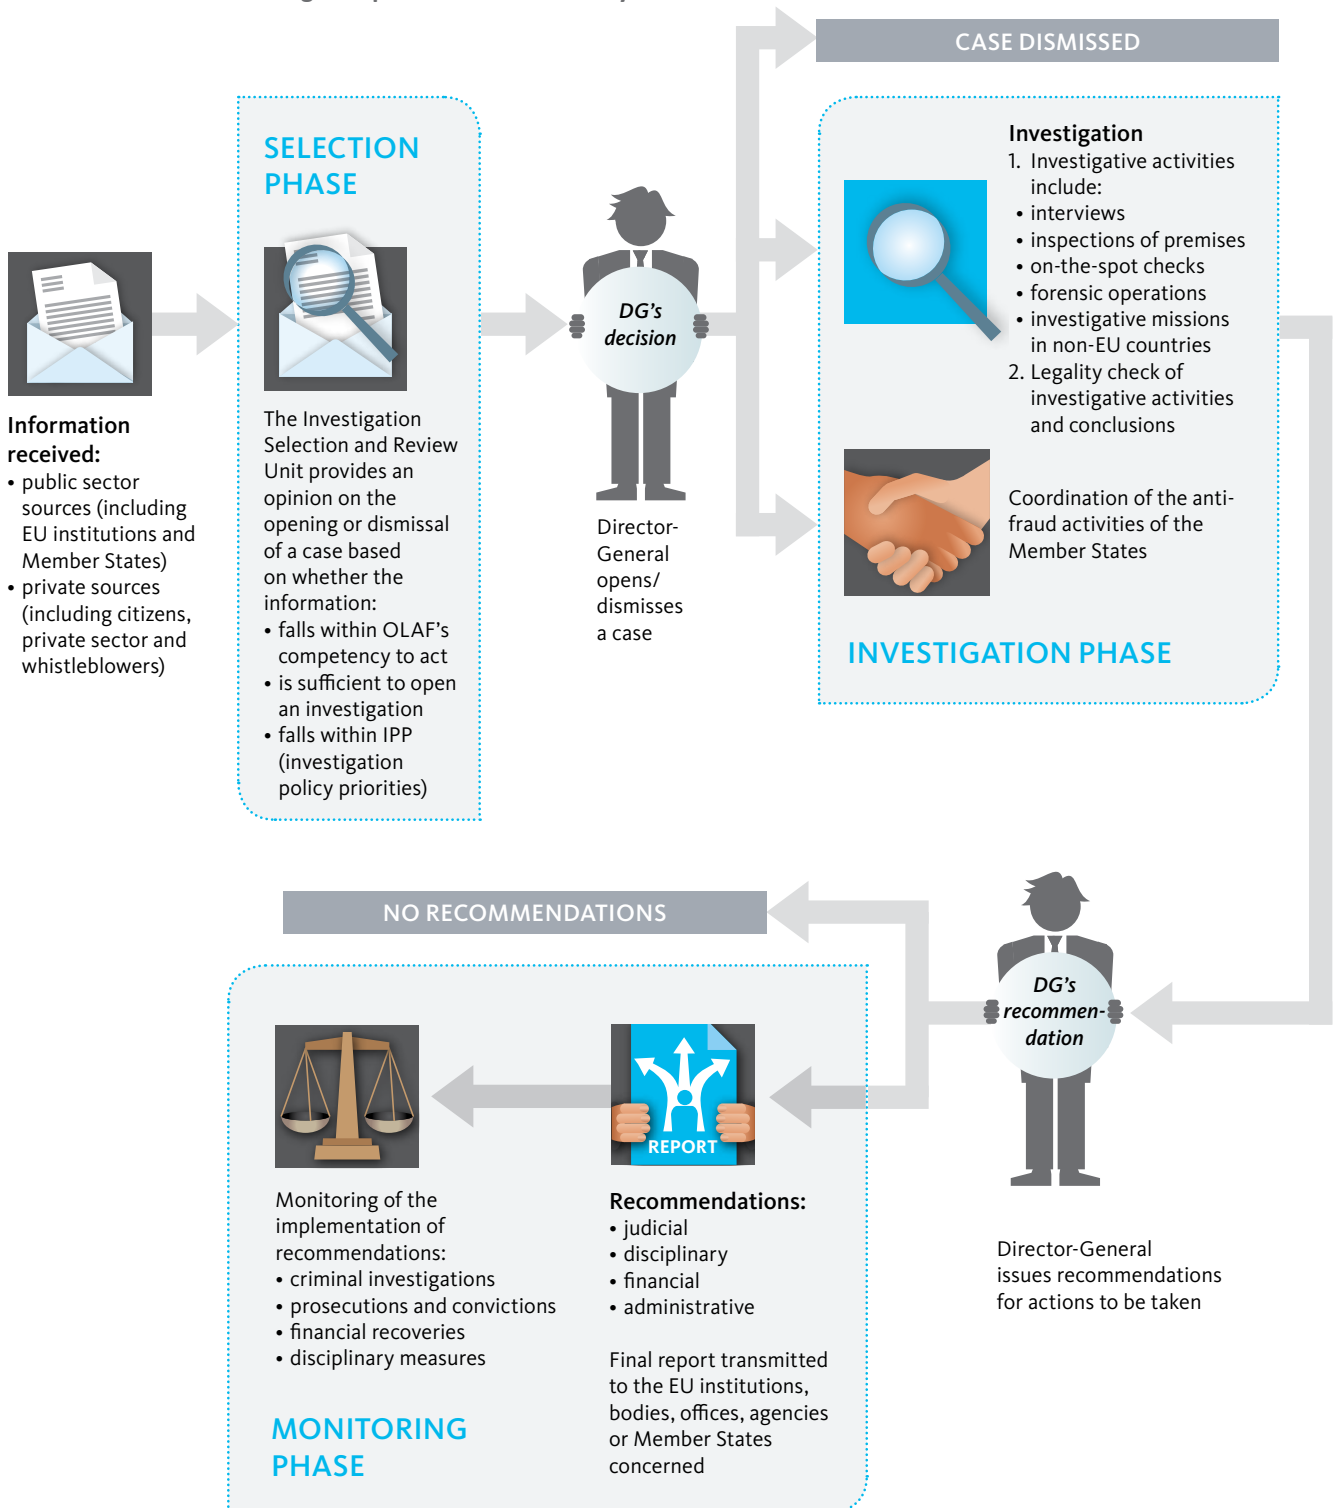 CASE DISMISSED
SELECTION
PHASE
Information
received:
• public sector
sources (including
EU institutions and
Member States)
• private sources
(including citizens,
private sector and
whistleblowers)
The Investigation
Selection and Review
Unit provides an
opinion on the
opening or dismissal
of a case based
on whether the
information:
• falls within OLAF's
competency to act
• is sufficient to open
an investigation
• falls within IPP
(investigation
policy priorities)
DG's
decision
Director-
General
opens/
dismisses
a case
Investigation
1. Investigative activities
include:
• interviews
• inspections of premises
• on-the-spot checks
• forensic operations
• investigative missions
in non-EU countries
2. Legality check of
investigative activities
and conclusions
Coordination of the anti-
fraud activities of the
Member States
INVESTIGATION PHASE
NO RECOMMENDATIONS
DG's
recommen-
dation
Director-General
issues recommendations
for actions to be taken
REPORT
Recommendations:
• judicial
• disciplinary
• financial
• administrative
Final report transmitted
to the EU institutions,
bodies, offices, agencies
or Member States
concerned
Monitoring of the
implementation of
recommendations:
• criminal investigations
• prosecutions and convictions
• financial recoveries
• disciplinary measures
MONITORING
PHASE